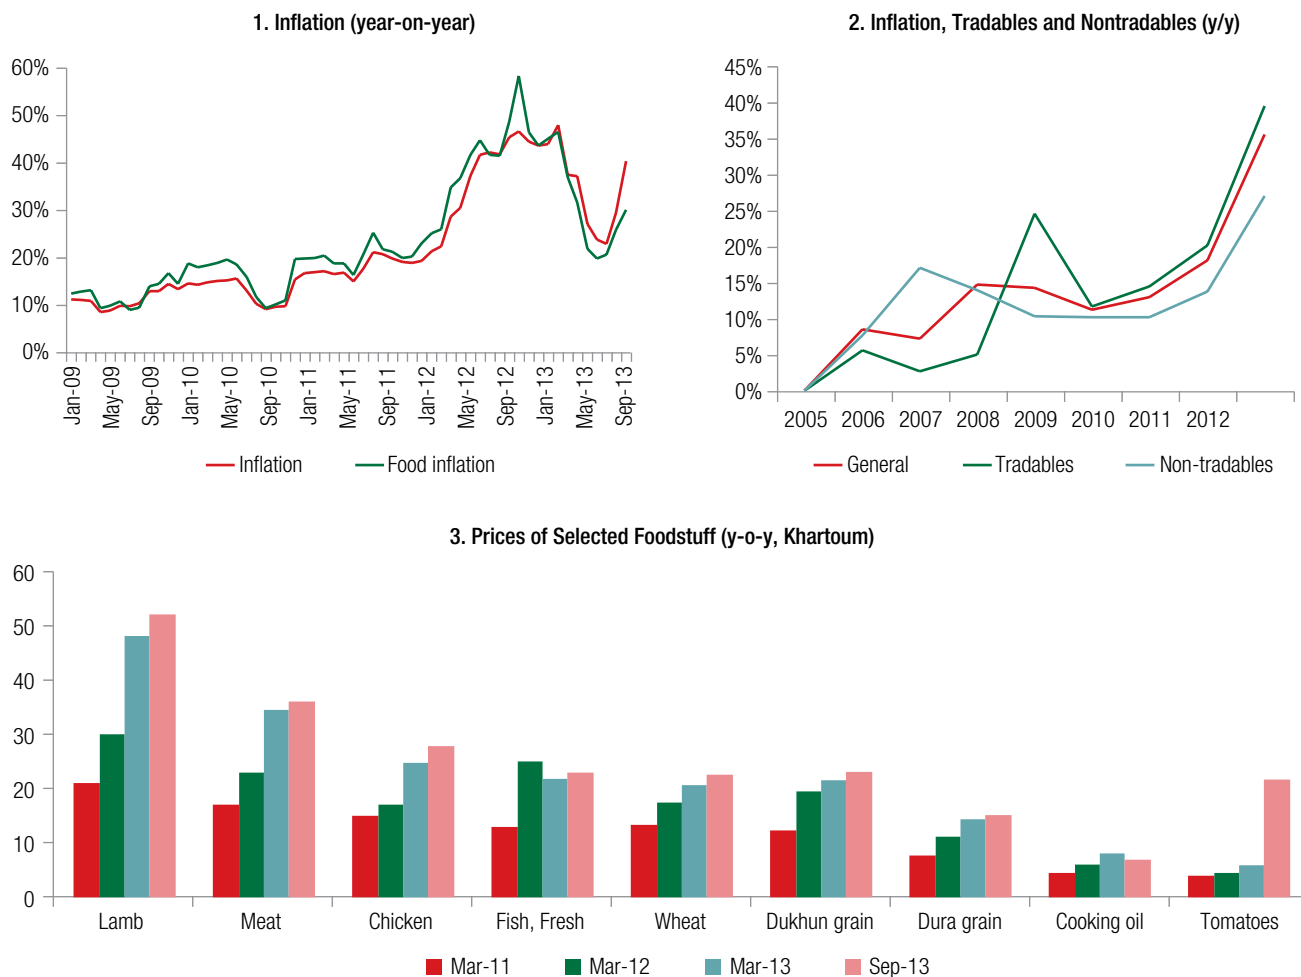 1. Inflation (year-on-year)
60%
50%
40%
30%
20%
10%
0%
Jan-09
May-09
Sep-09
Jan-10
May-10
Sep-10
Jan-11
May-11
Sep-11
Jan-12
May-12
Sep-12
Jan-13
May-13
Sep-13
Inflation Food inflation
2. Inflation, Tradables and Nontradables (y/y)
45%
40%
35%
30%
25%
20%
15%
10%
5%
0%
2005 2006 2007 2008 2009 2010 2011 2012
General Tradables Non-tradables
3. Prices of Selected Foodstuff (y-o-y, Khartoum)
60
50
40
30
20
10
0
Lamb Meat Chicken Fish, Fresh Wheat Dukhun grain Dura grain Cooking oil Tomatoes
Mar-11 Mar-12 Mar-13 Sep-13